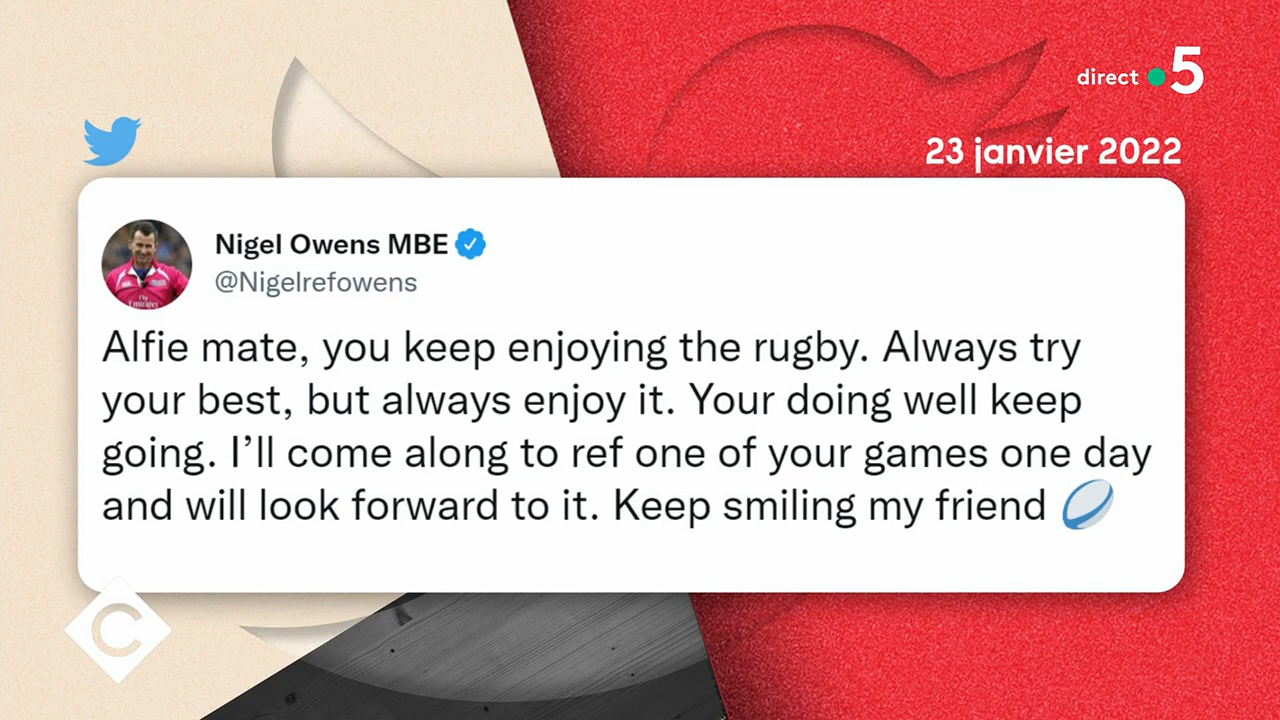 direct 5
23 janvier 2022
Nigel Owens MBE
@Nigelrefowens
Alfie mate, you keep enjoying the rugby. Always try
your best, but always enjoy it. Your doing well keep
going. I’ll come along to ref one of your games one day
and will look forward to it. Keep smiling my friend 🏉
C